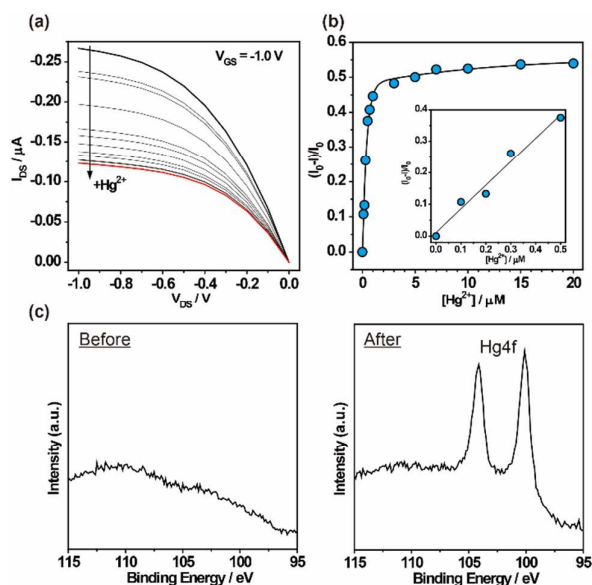 (a)
V_GS = -1.0 V
-0.25
-0.20
-0.15
-0.10
-0.05
0.00
I_DS / μA
+Hg²⁺
-1.0 -0.8 -0.6 -0.4 -0.2 0.0
V_DS / V
(b)
0.6
0.5
0.4
0.3
0.2
0.1
0.0
(I₀-I)/I₀
0.4
0.3
0.2
0.1
0.0
(I₀-I)/I₀
0.0 0.1 0.2 0.3 0.4 0.5
[Hg²⁺] / μM
0 5 10 15 20
[Hg²⁺] / μM
(c)
Before
Intensity (a.u.)
115 110 105 100 95
Binding Energy / eV
After
Hg4f
Intensity (a.u.)
115 110 105 100 95
Binding Energy / eV